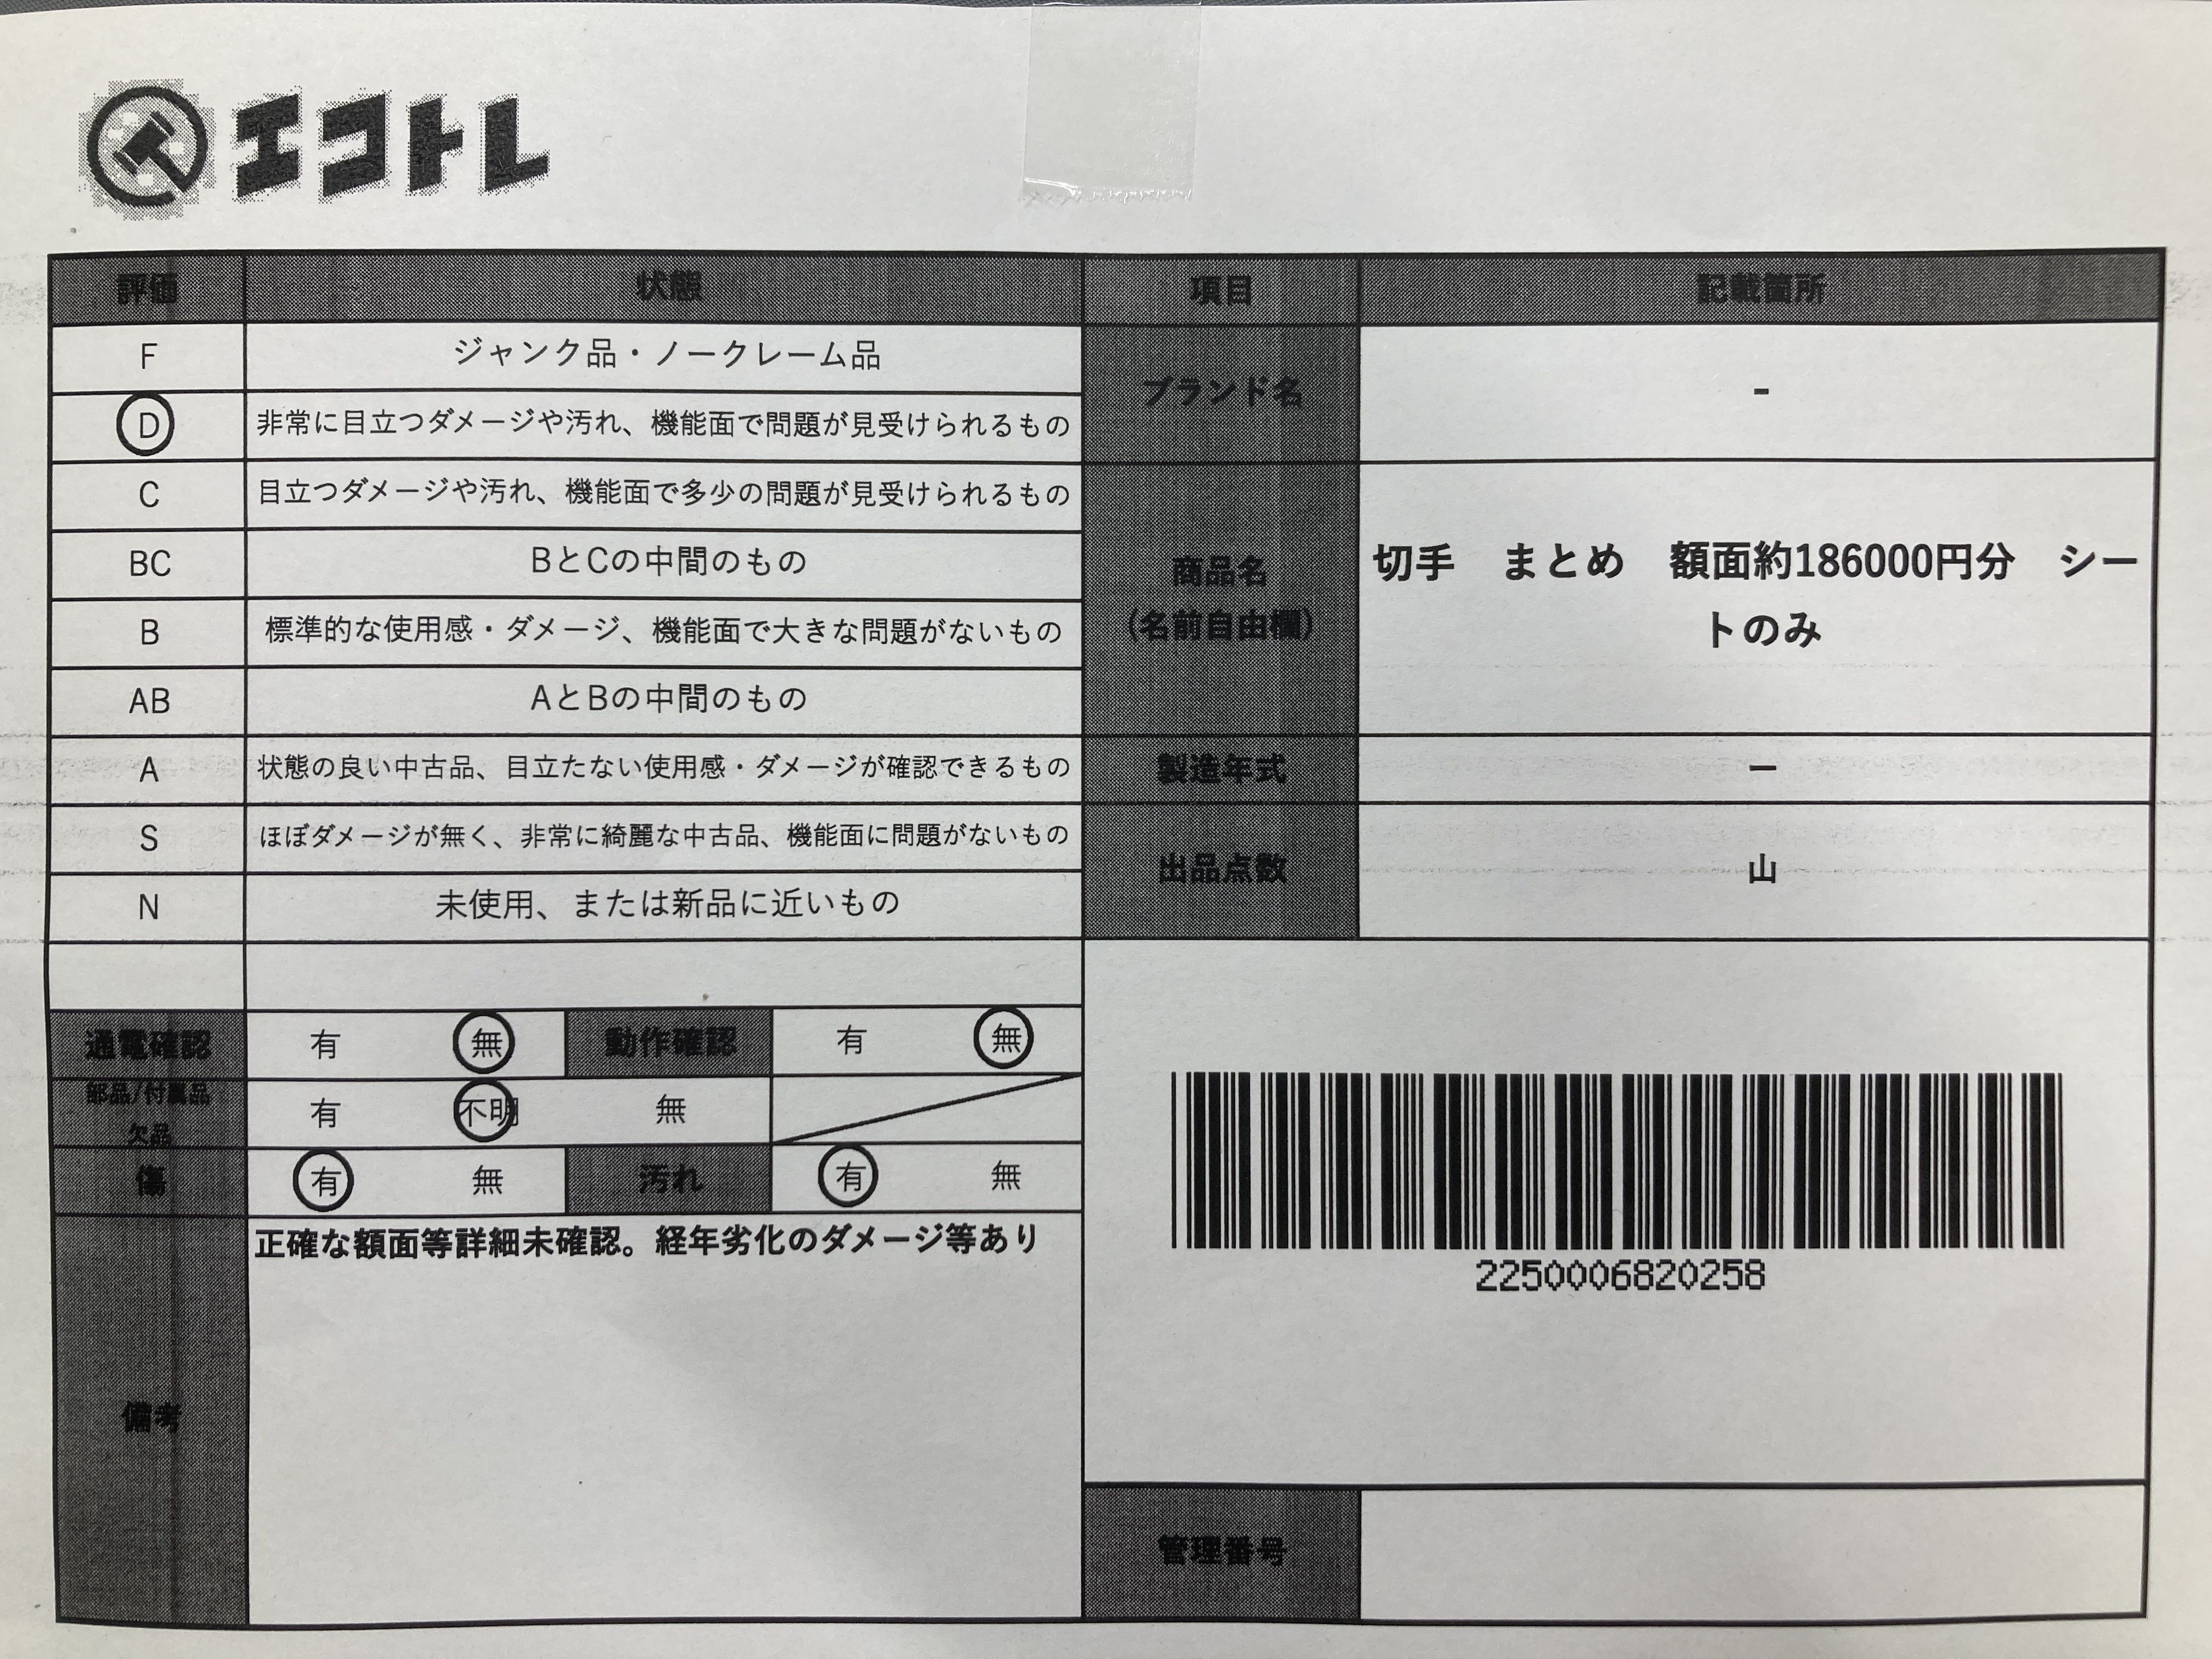 エコトレ
評価 状態 項目 記載箇所
F ジャンク品・ノークレーム品
D 非常に目立つダメージや汚れ、機能面で問題が見受けられるもの
ブランド名 -
C 目立つダメージや汚れ、機能面で多少の問題が見受けられるもの
BC BとCの中間のもの
B 標準的な使用感・ダメージ、機能面で大きな問題がないもの
AB AとBの中間のもの
商品名
(名前自由欄)
切手　まとめ　額面約186000円分　シー
トのみ
A 状態の良い中古品、目立たない使用感・ダメージが確認できるもの
製造年式 ー
S ほぼダメージが無く、非常に綺麗な中古品、機能面に問題がないもの
N 未使用、または新品に近いもの
出品点数 山
通電確認 有 無 動作確認 有 無
部品/付属品
欠品
有 不明 無
傷 有 無 汚れ 有 無
備考
正確な額面等詳細未確認。経年劣化のダメージ等あり
2250006820258
管理番号